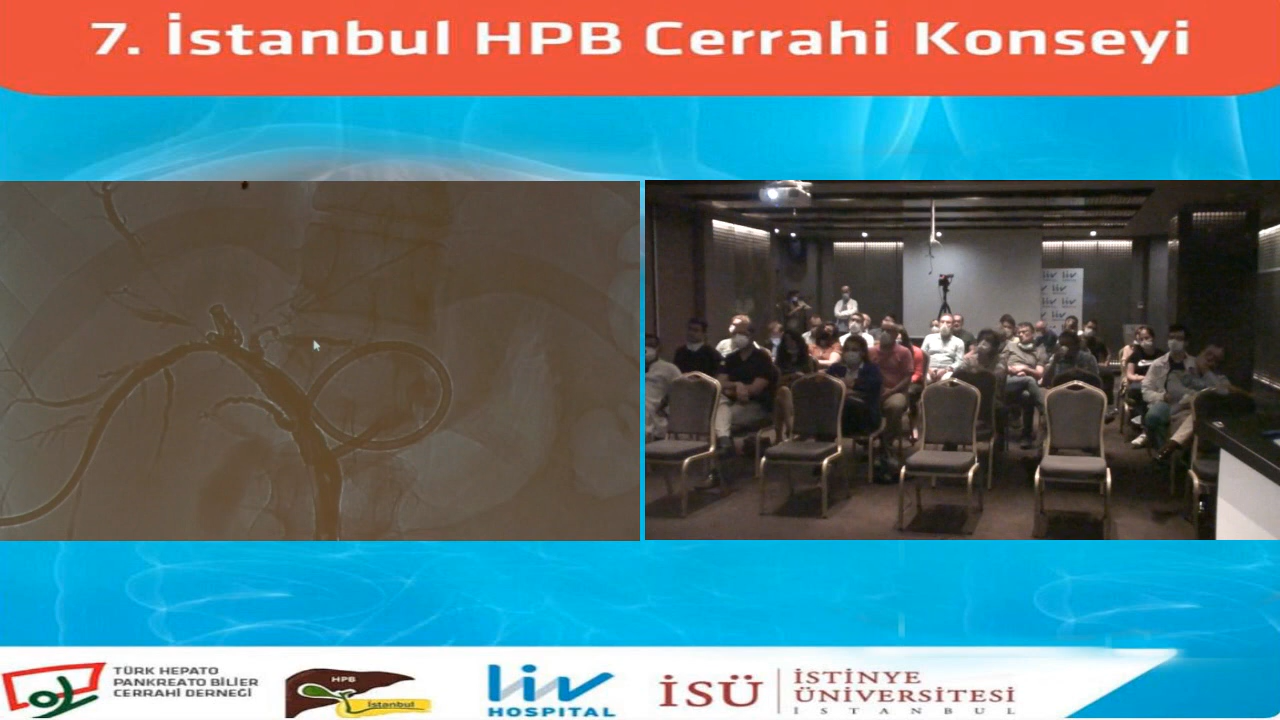 7. İstanbul HPB Cerrahi Konseyi
liv
TÜRK HEPATO
PANKREATO BİLİER
CERRAHİ DERNEĞİ
HPB
İstanbul
liv
HOSPITAL
İSÜ
İSTİNYE
ÜNİVERSİTESİ
İSTANBUL